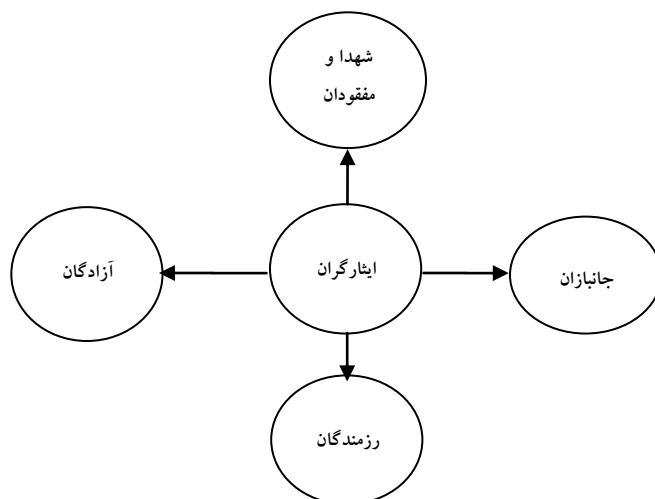 شهدا و
مفقودان
آزادگان
ایثارگران
جانبازان
رزمندگان